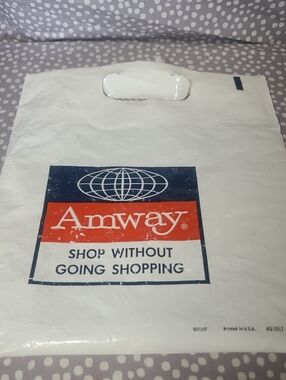 Amway®
SHOP WITHOUT
GOING SHOPPING
Printed in U.S.A.